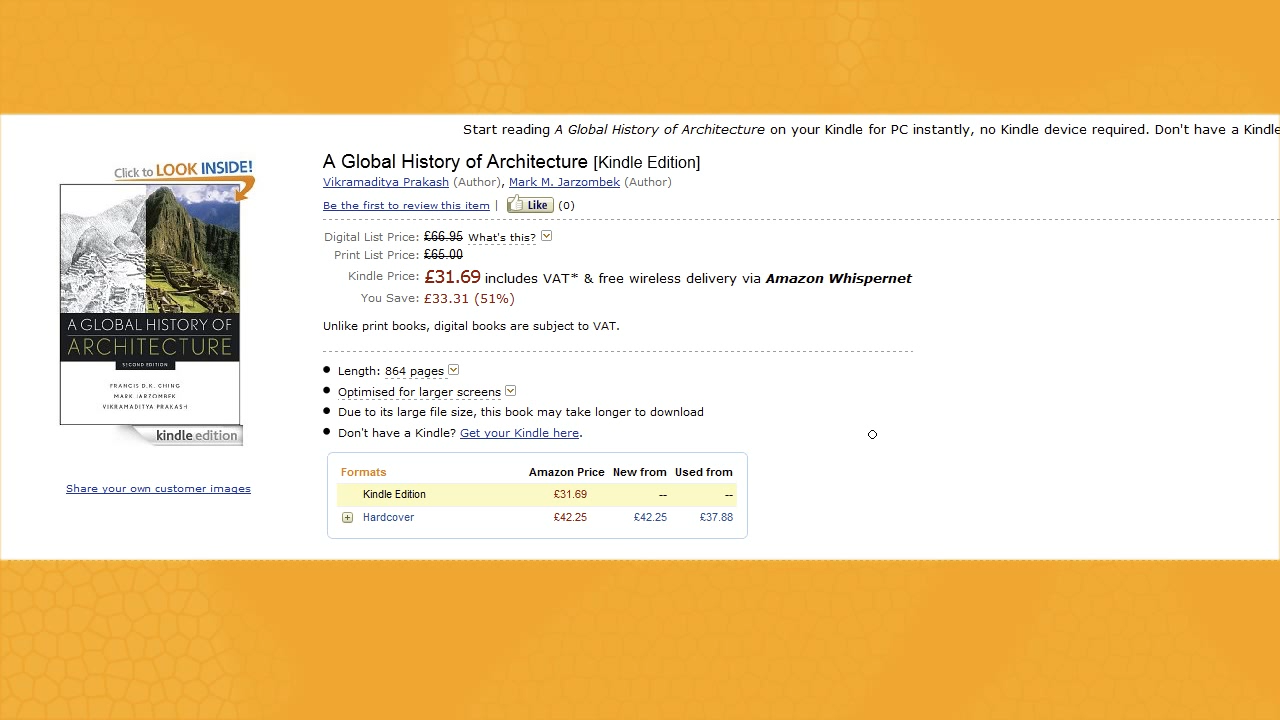 Start reading A Global History of Architecture on your Kindle for PC instantly, no Kindle device required. Don't have a Kindle
Click to LOOK INSIDE!
A GLOBAL HISTORY OF
ARCHITECTURE
SECOND EDITION
FRANCIS D.K. CHING
MARK JARZOMBEK
VIKRAMADITYA PRAKASH
kindle edition
Share your own customer images
A Global History of Architecture [Kindle Edition]
Vikramaditya Prakash (Author), Mark M. Jarzombek (Author)
Be the first to review this item | Like (0)
Digital List Price: £66.95 What's this?
Print List Price: £65.00
Kindle Price: £31.69 includes VAT* & free wireless delivery via Amazon Whispernet
You Save: £33.31 (51%)
Unlike print books, digital books are subject to VAT.
Length: 864 pages
Optimised for larger screens
Due to its large file size, this book may take longer to download
Don't have a Kindle? Get your Kindle here.
Formats Amazon Price New from Used from
Kindle Edition £31.69 -- --
Hardcover £42.25 £42.25 £37.88